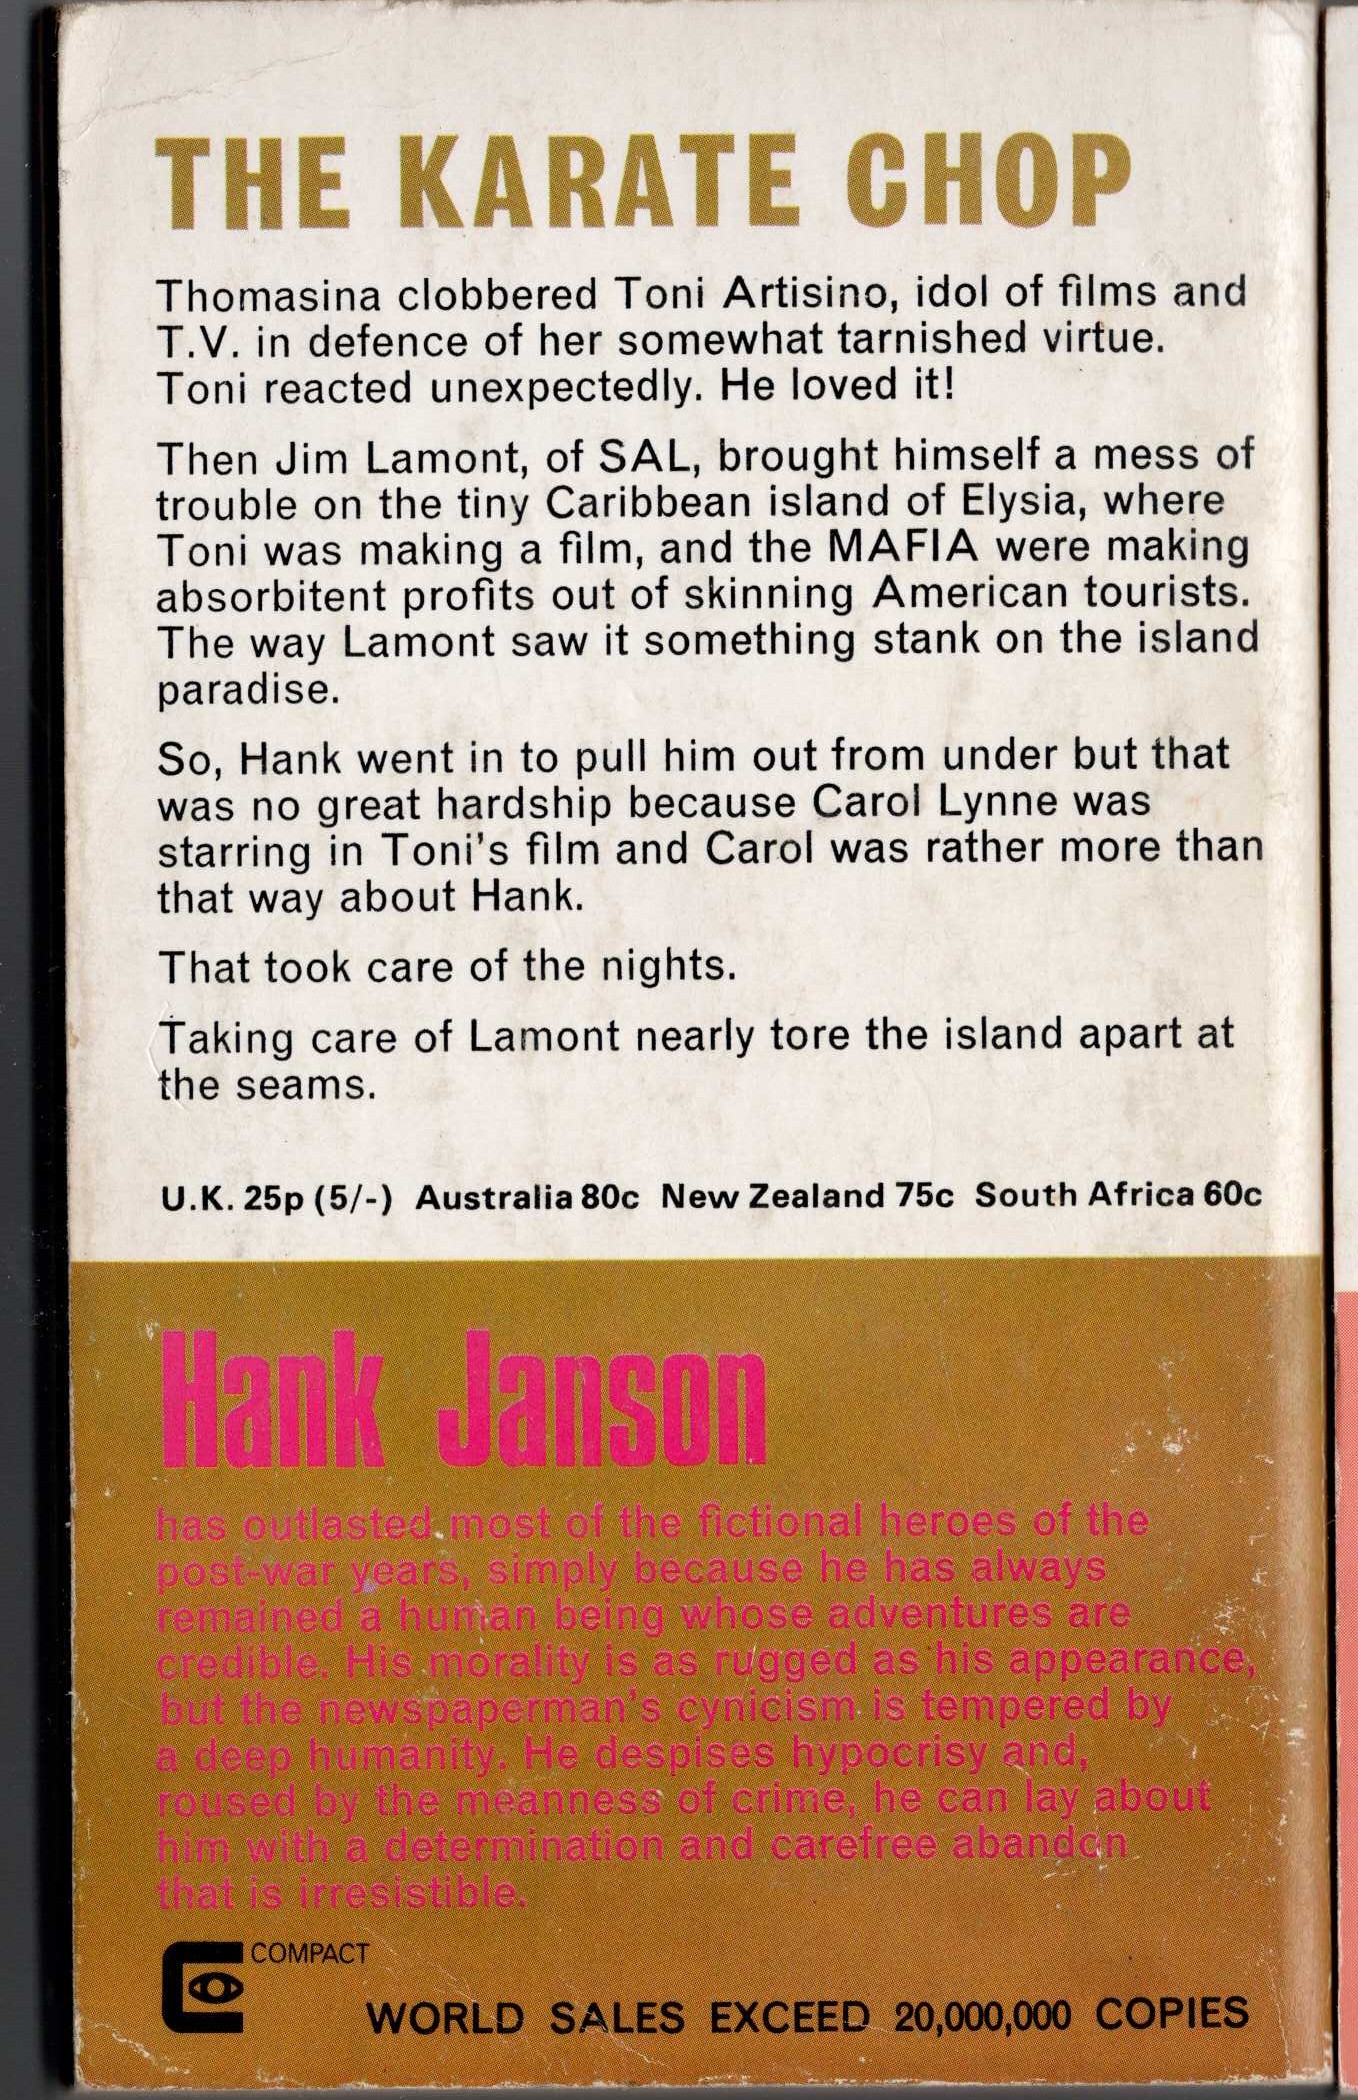 THE KARATE CHOP
Thomasina clobbered Toni Artisino, idol of films and
T.V. in defence of her somewhat tarnished virtue.
Toni reacted unexpectedly. He loved it!
Then Jim Lamont, of SAL, brought himself a mess of
trouble on the tiny Caribbean island of Elysia, where
Toni was making a film, and the MAFIA were making
absorbitent profits out of skinning American tourists.
The way Lamont saw it something stank on the island
paradise.
So, Hank went in to pull him out from under but that
was no great hardship because Carol Lynne was
starring in Toni's film and Carol was rather more than
that way about Hank.
That took care of the nights.
Taking care of Lamont nearly tore the island apart at
the seams.
U.K. 25p (5/-) Australia 80c New Zealand 75c South Africa 60c
Hank Janson
has outlasted most of the fictional heroes of the
post-war years, simply because he has always
remained a human being whose adventures are
credible. His morality is as rugged as his appearance,
but the newspaperman's cynicism is tempered by
a deep humanity. He despises hypocrisy and,
roused by the meanness of crime, he can lay about
him with a determination and carefree abandon
that is irresistible.
COMPACT
WORLD SALES EXCEED 20,000,000 COPIES